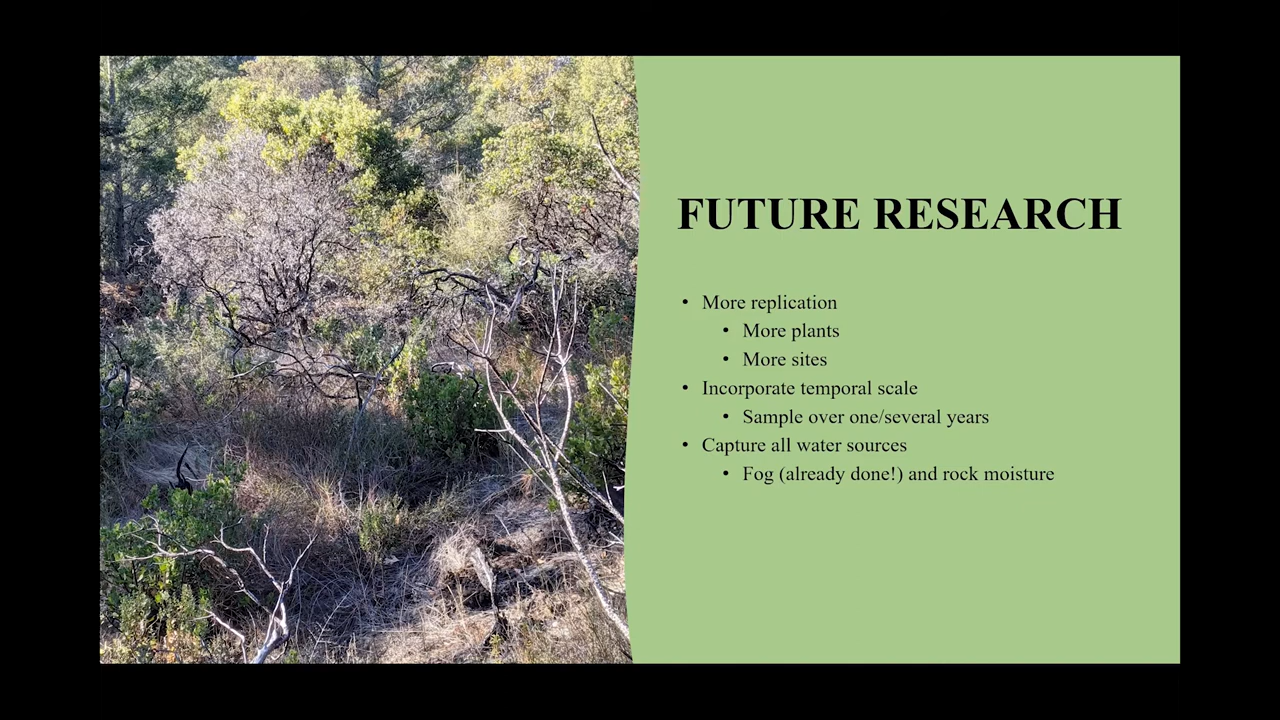 FUTURE RESEARCH
• More replication
• More plants
• More sites
• Incorporate temporal scale
• Sample over one/several years
• Capture all water sources
• Fog (already done!) and rock moisture